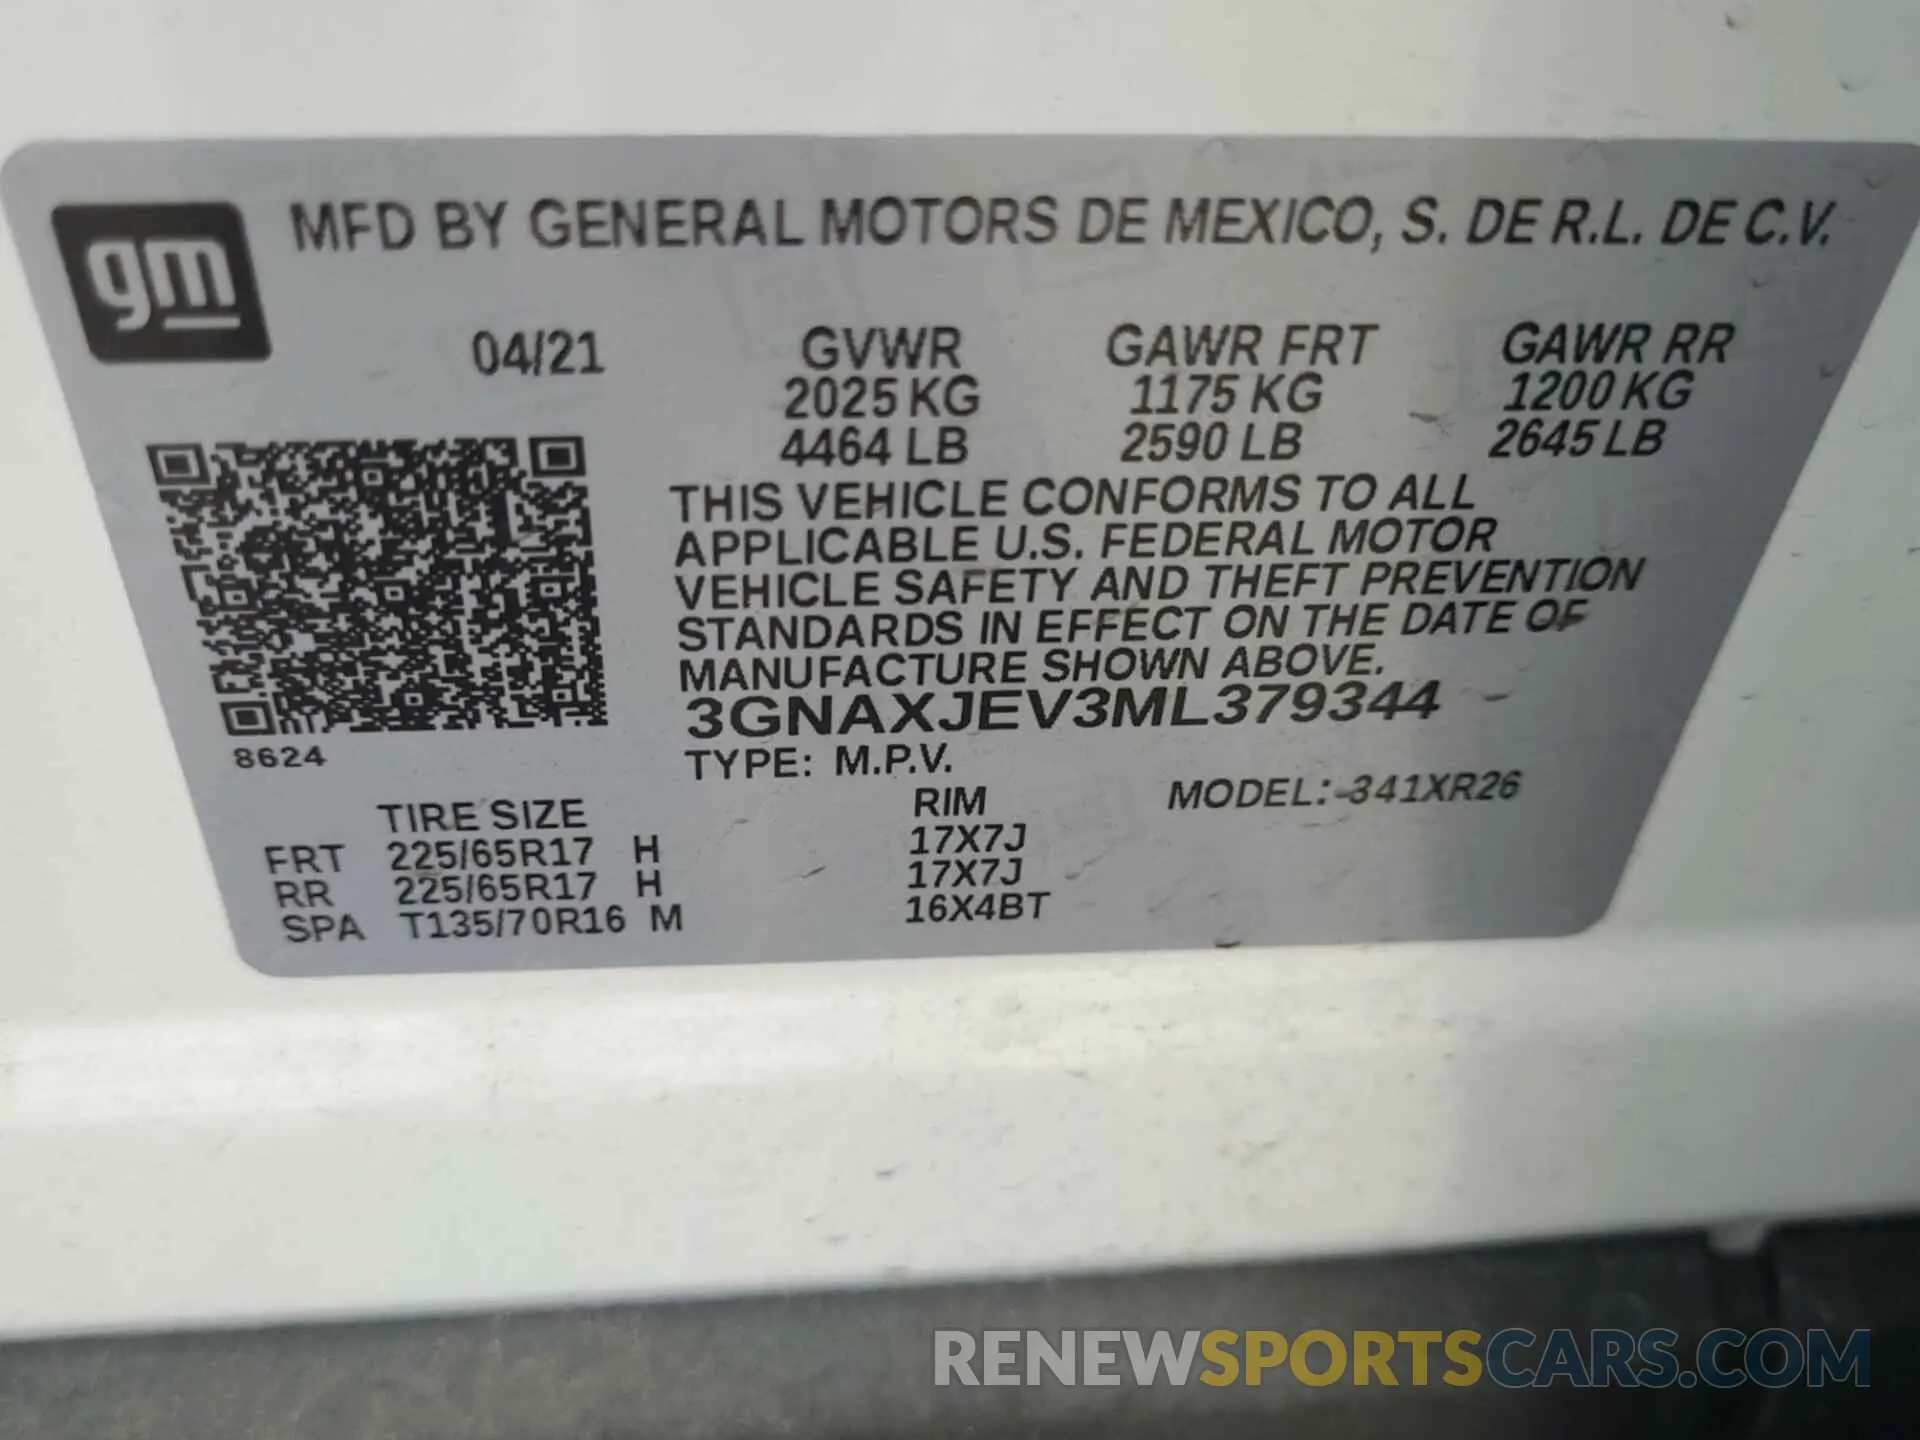 gm
MFD BY GENERAL MOTORS DE MEXICO, S. DE R.L. DE C.V.
04/21 GVWR GAWR FRT GAWR RR
2025 KG 1175 KG 1200 KG
4464 LB 2590 LB 2645 LB
THIS VEHICLE CONFORMS TO ALL
APPLICABLE U.S. FEDERAL MOTOR
VEHICLE SAFETY AND THEFT PREVENTION
STANDARDS IN EFFECT ON THE DATE OF
MANUFACTURE SHOWN ABOVE.
3GNAXJEV3ML379344
8624
TYPE: M.P.V.
TIRE SIZE RIM MODEL: 341XR26
FRT 225/65R17 H 17X7J
RR 225/65R17 H 17X7J
SPA T135/70R16 M 16X4BT
RENEWSPORTSCARS.COM